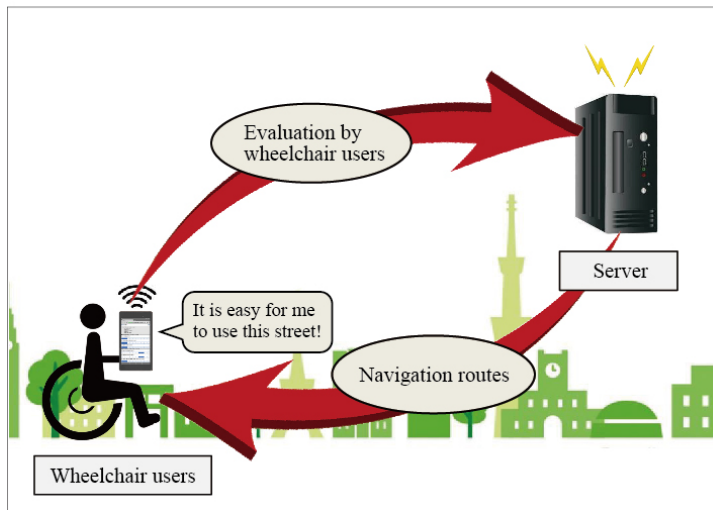 Evaluation by
wheelchair users
Server
It is easy for me
to use this street!
Navigation routes
Wheelchair users